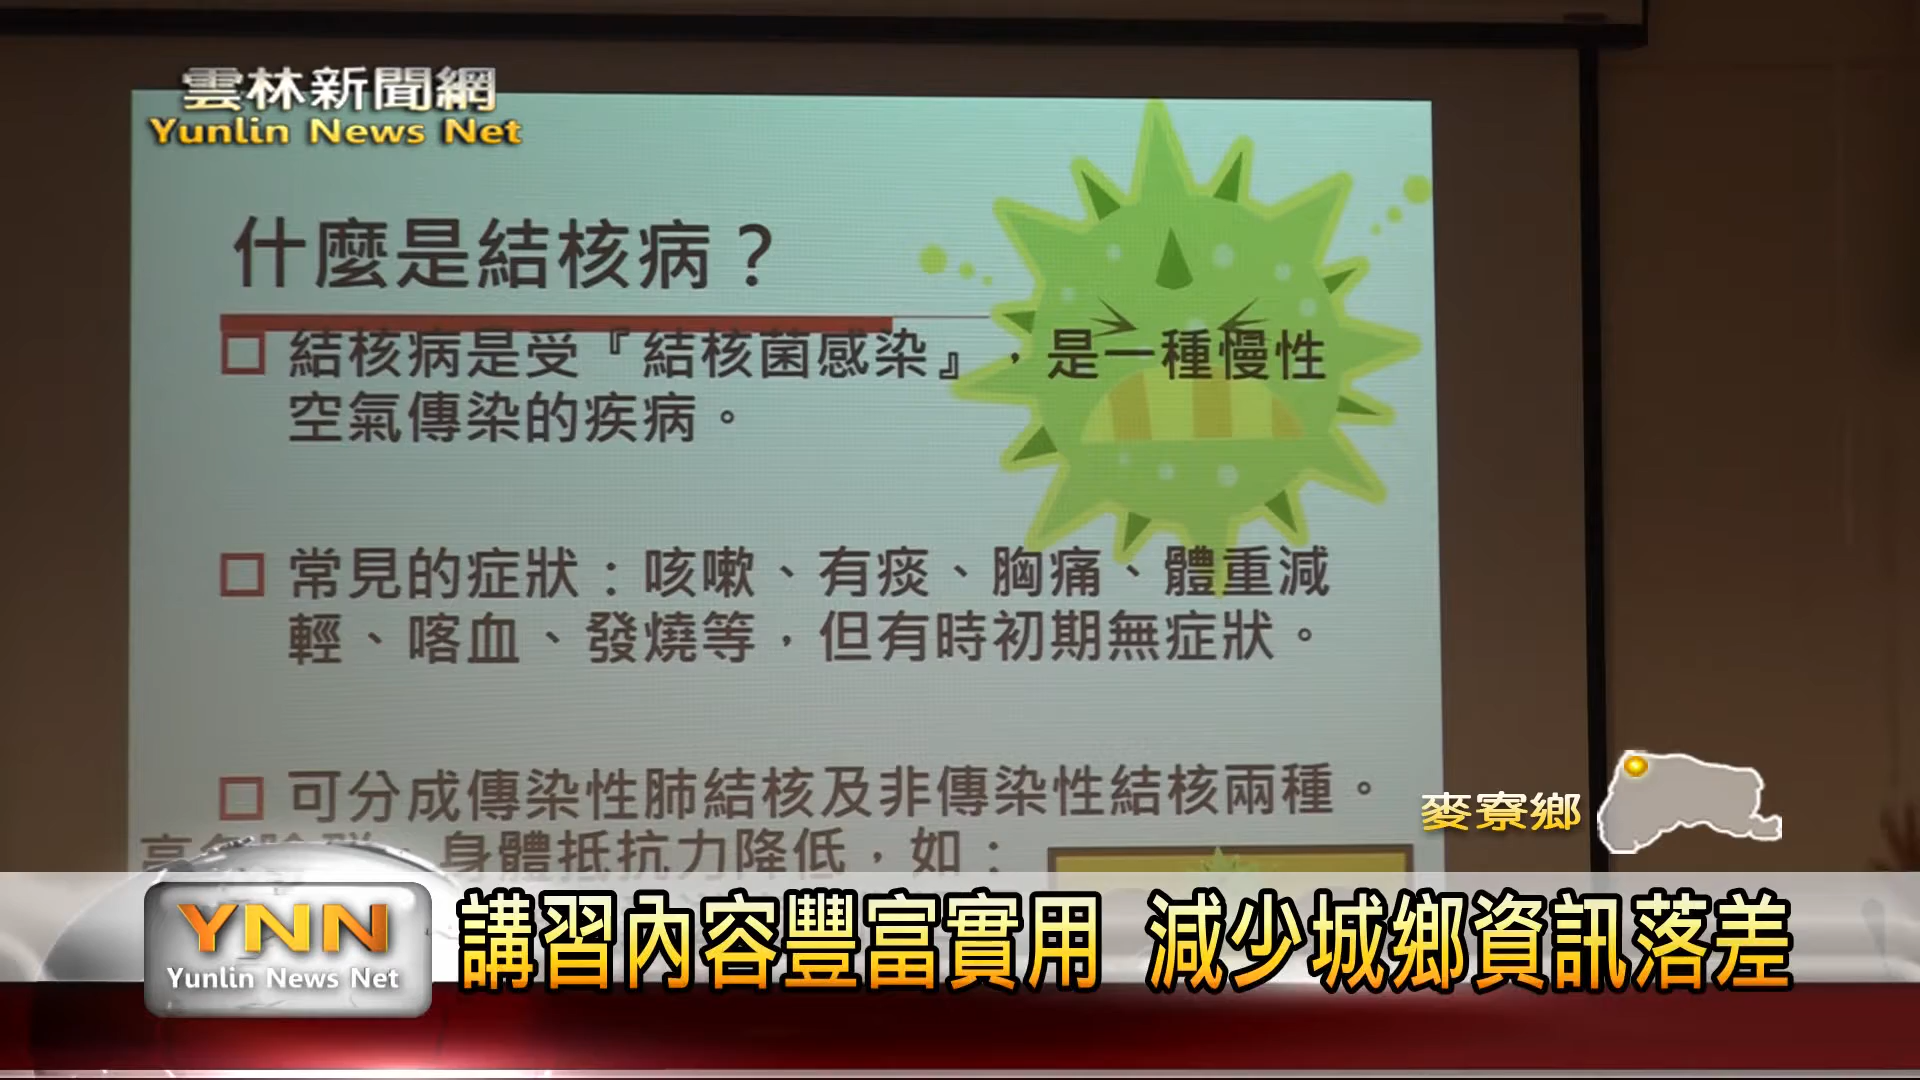 雲林新聞網
Yunlin News Net
什麼是結核病？
結核病是受『結核菌感染』，是一種慢性
空氣傳染的疾病。
常見的症狀：咳嗽、有痰、胸痛、體重減
輕、喀血、發燒等，但有時初期無症狀。
可分成傳染性肺結核及非傳染性結核兩種。
身體抵抗力降低，如：
麥寮鄉
YNN
Yunlin News Net
講習內容豐富實用 減少城鄉資訊落差